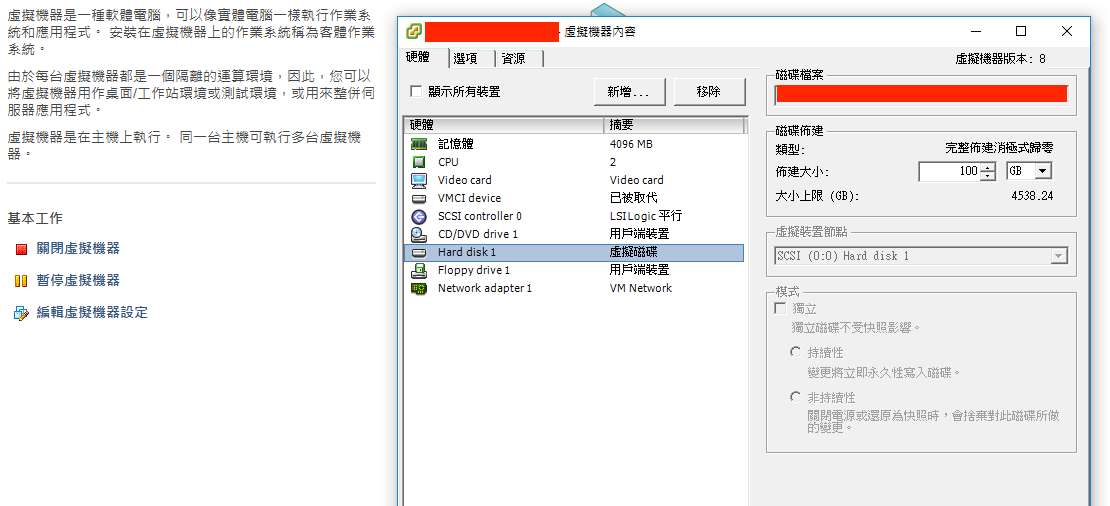 虛擬機器是一種軟體電腦，可以像實體電腦一樣執行作業系
統和應用程式。 安裝在虛擬機器上的作業系統稱為客體作業
系統。
由於每台虛擬機器都是一個隔離的運算環境，因此，您可以
將虛擬機器用作桌面/工作站環境或測試環境，或用來整併伺
服器應用程式。
虛擬機器是在主機上執行。 同一台主機可執行多台虛擬機
器。
基本工作
關閉虛擬機器
暫停虛擬機器
編輯虛擬機器設定
- 虛擬機器內容
硬體 選項 資源
虛擬機器版本: 8
顯示所有裝置 新增... 移除
硬體 摘要
記憶體 4096 MB
CPU 2
Video card Video card
VMCI device 已被取代
SCSI controller 0 LSILogic 平行
CD/DVD drive 1 用戶端裝置
Hard disk 1 虛擬磁碟
Floppy drive 1 用戶端裝置
Network adapter 1 VM Network
磁碟檔案
磁碟佈建
類型: 完整佈建消極式歸零
佈建大小: 100 GB
大小上限 (GB): 4538.24
虛擬裝置節點
SCSI (0:0) Hard disk 1
模式
獨立
獨立磁碟不受快照影響。
持續性
變更將立即永久性寫入磁碟。
非持續性
關閉電源或還原為快照時，會捨棄對此磁碟所做
的變更。